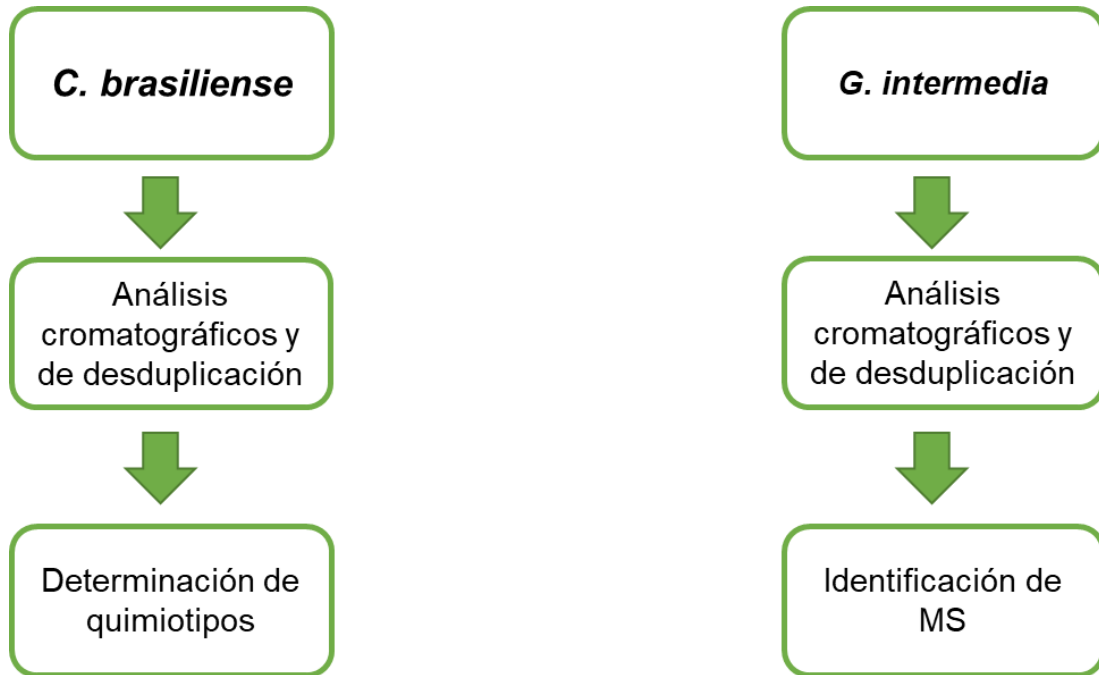 C. brasiliense
Análisis
cromatográficos y
de desduplicación
Determinación de
quimiotipos
G. intermedia
Análisis
cromatográficos y
de desduplicación
Identificación de
MS